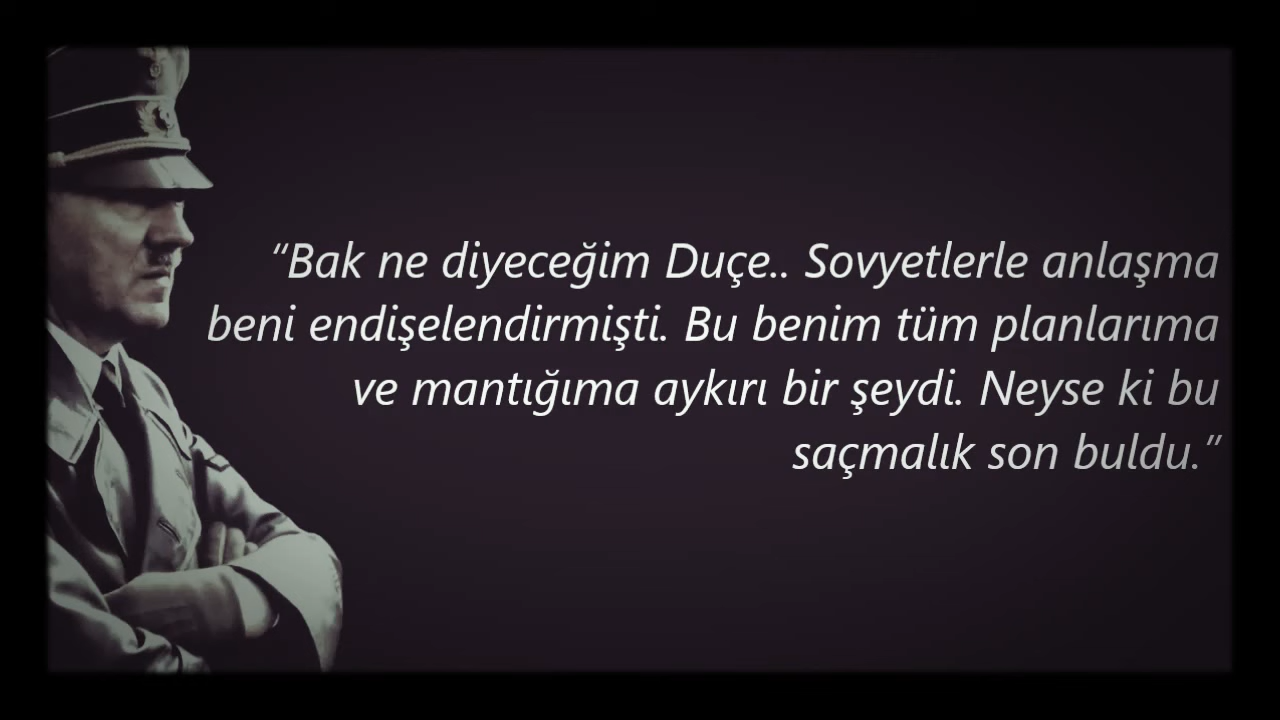 “Bak ne diyeceğim Duçe.. Sovyetlerle anlaşma
beni endişelendirmişti. Bu benim tüm planlarıma
ve mantığıma aykırı bir şeydi. Neyse ki bu
saçmalık son buldu.”